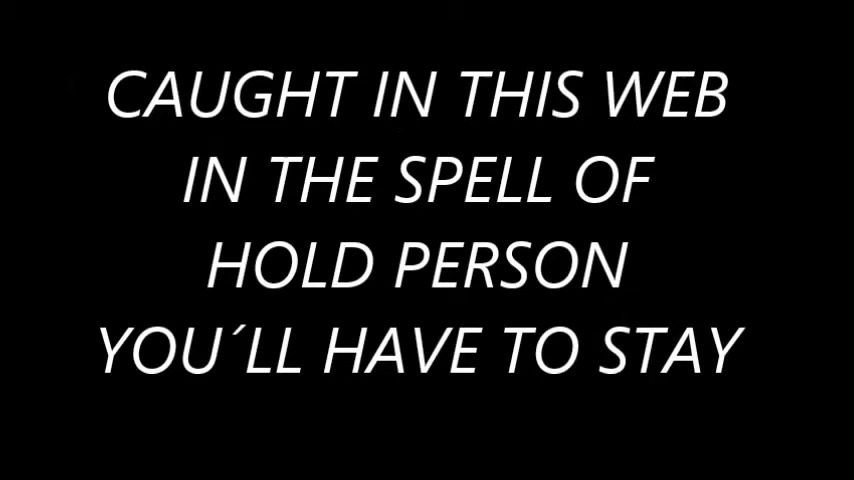 CAUGHT IN THIS WEB
IN THE SPELL OF
HOLD PERSON
YOU´LL HAVE TO STAY